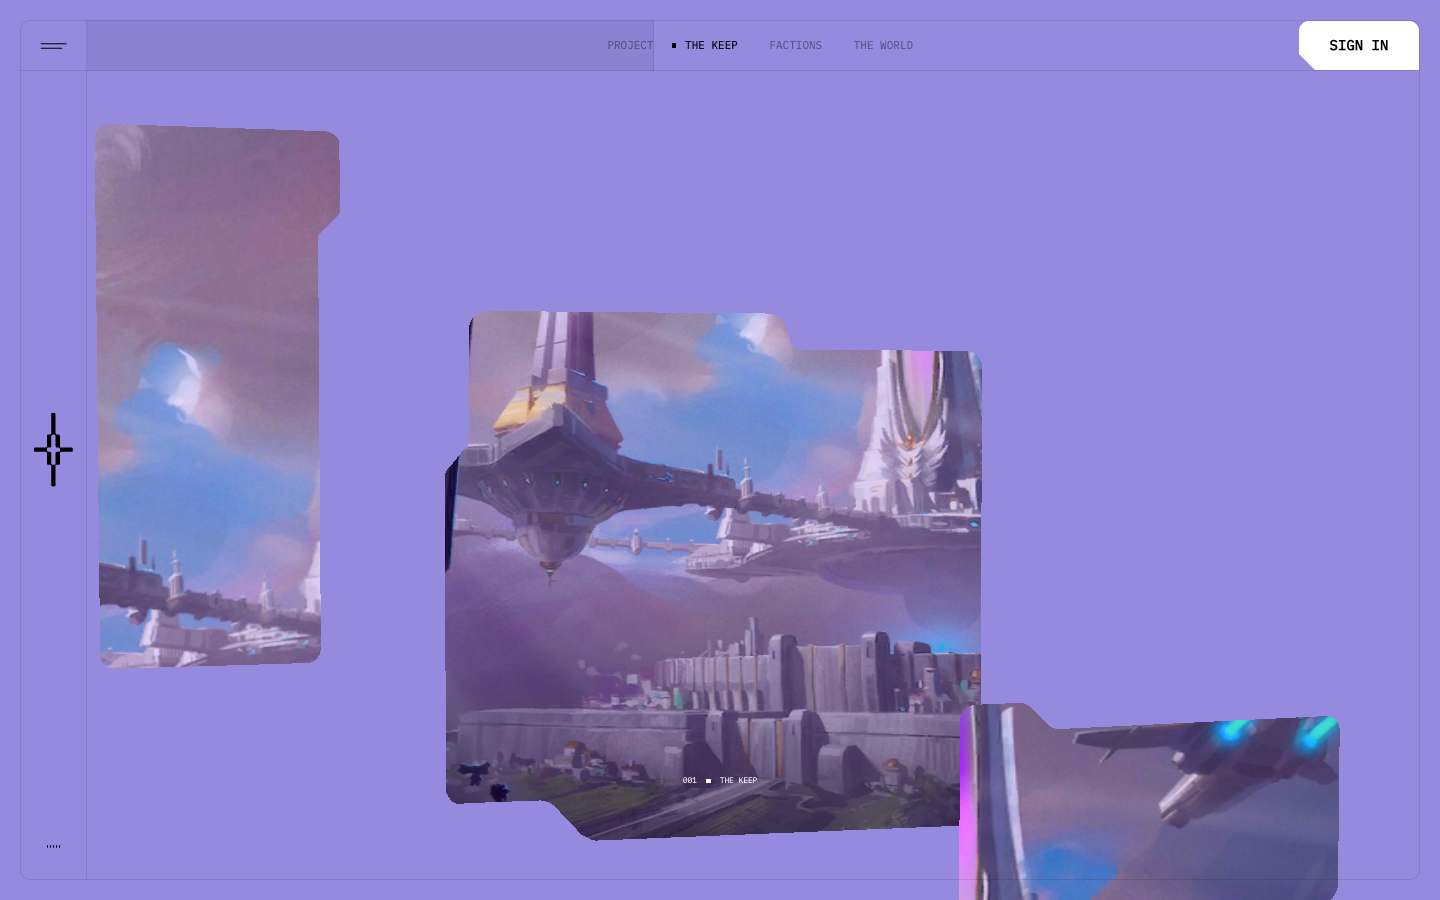 PROJECT THE KEEP FACTIONS THE WORLD SIGN IN
001 THE KEEP